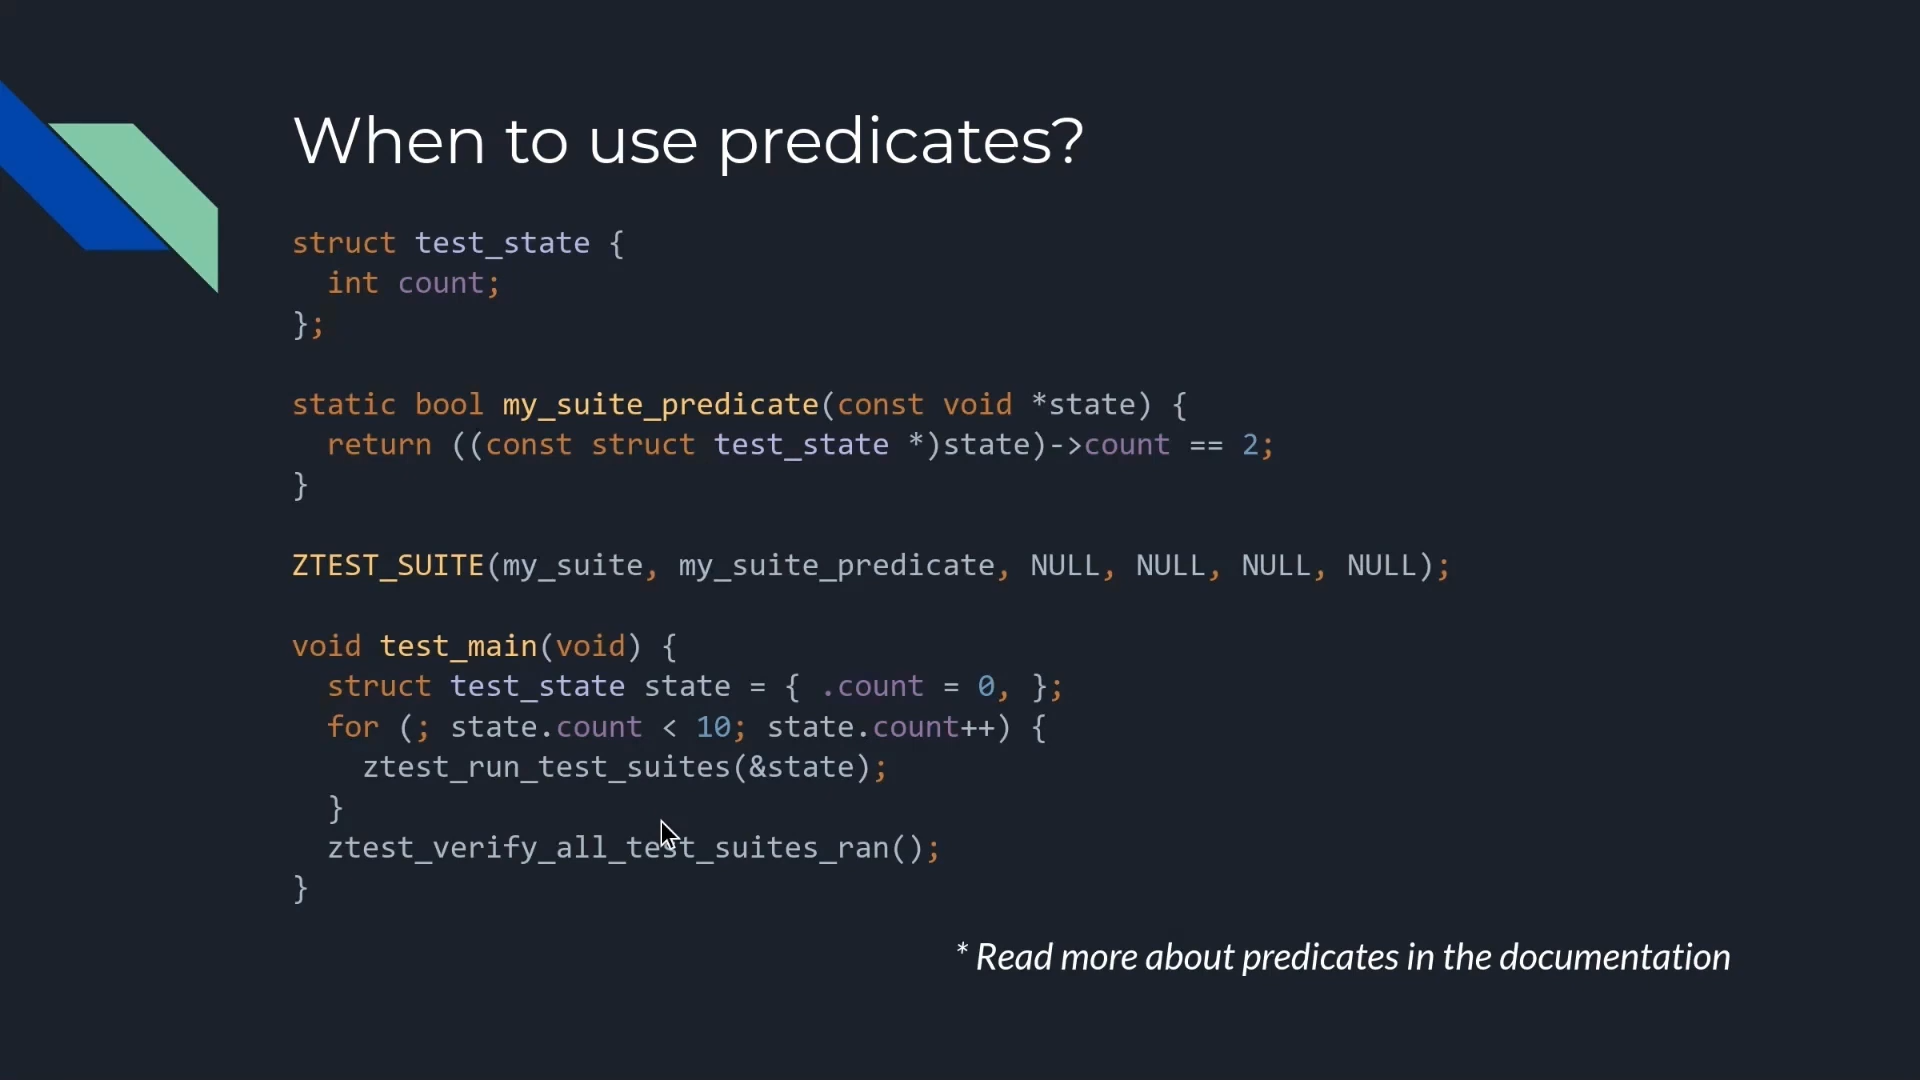 When to use predicates?
struct test_state {
  int count;
};
static bool my_suite_predicate(const void *state) {
  return ((const struct test_state *)state)->count == 2;
}
ZTEST_SUITE(my_suite, my_suite_predicate, NULL, NULL, NULL, NULL);
void test_main(void) {
  struct test_state state = { .count = 0, };
  for (; state.count < 10; state.count++) {
    ztest_run_test_suites(&state);
  }
  ztest_verify_all_test_suites_ran();
}
* Read more about predicates in the documentation